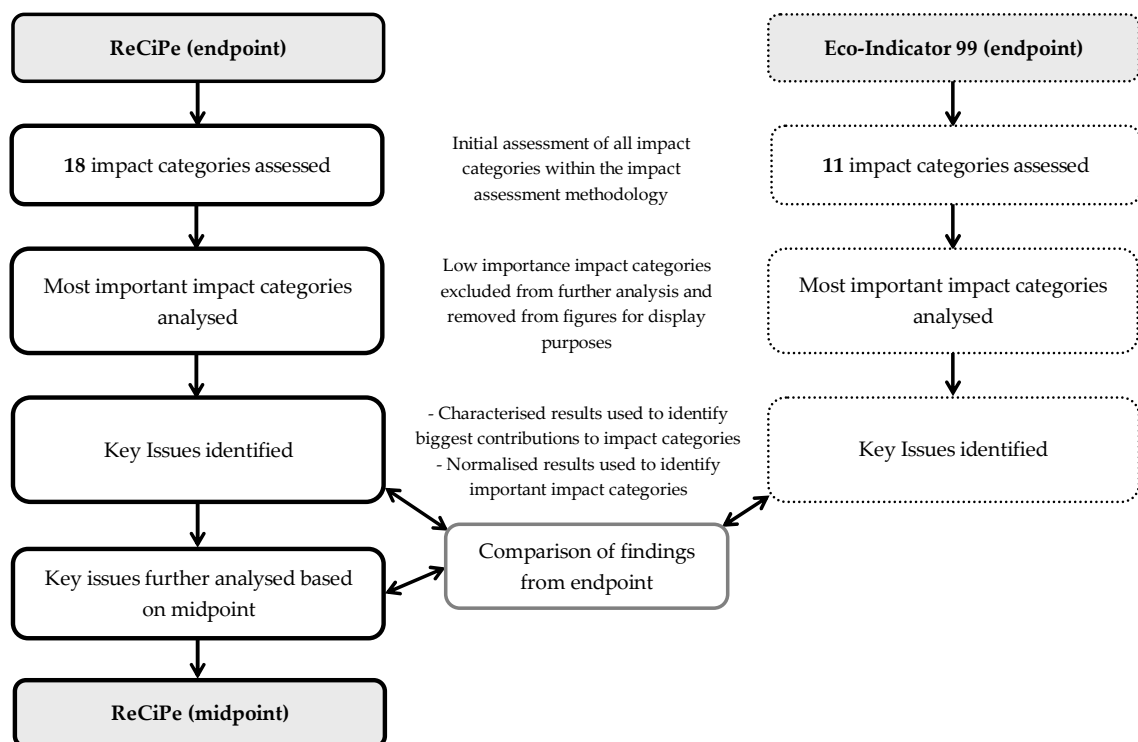 ReCiPe (endpoint)
Eco-Indicator 99 (endpoint)
18 impact categories assessed
Initial assessment of all impact
categories within the impact
assessment methodology
11 impact categories assessed
Most important impact categories
analysed
Low importance impact categories
excluded from further analysis and
removed from figures for display
purposes
Most important impact categories
analysed
Key Issues identified
- Characterised results used to identify
biggest contributions to impact categories
- Normalised results used to identify
important impact categories
Key Issues identified
Comparison of findings
from endpoint
Key issues further analysed based
on midpoint
ReCiPe (midpoint)